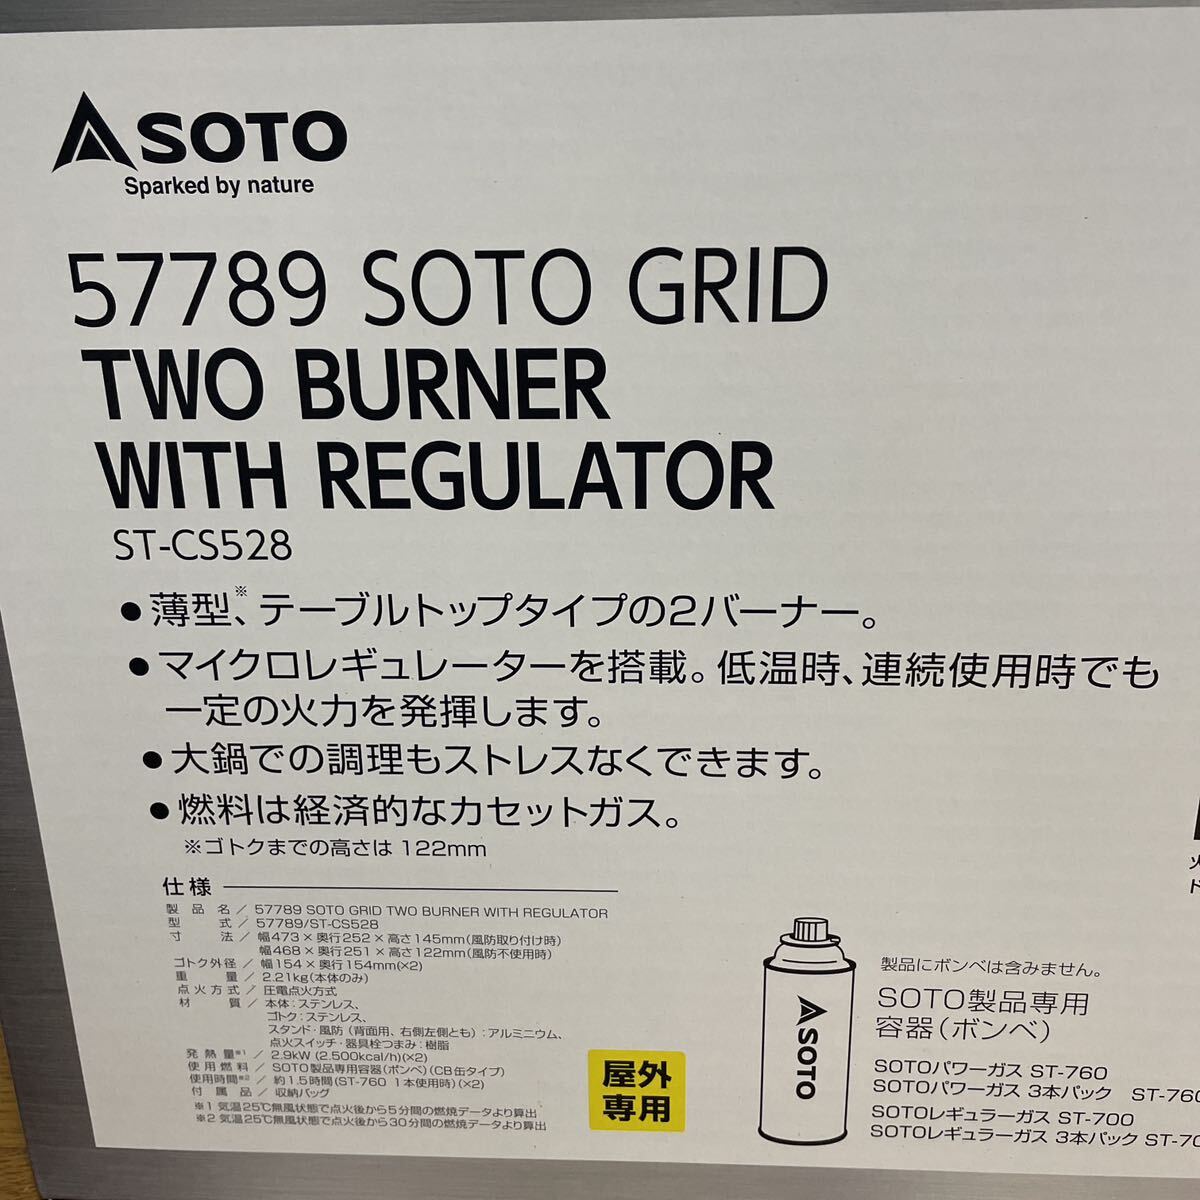 SOTO
Sparked by nature
57789 SOTO GRID
TWO BURNER
WITH REGULATOR
ST-CS528
●薄型※、テーブルトップタイプの2バーナー。
●マイクロレギュレーターを搭載。低温時、連続使用時でも
一定の火力を発揮します。
●大鍋での調理もストレスなくできます。
●燃料は経済的なカセットガス。
※ゴトクまでの高さは 122mm
仕様
製品名／57789 SOTO GRID TWO BURNER WITH REGULATOR
型式／57789/ST-CS528
寸法／幅473×奥行252×高さ145mm(風防取り付け時)
幅468×奥行251×高さ122mm(風防不使用時)
ゴトク外径／幅154×奥行154mm(×2)
重量／2.21kg(本体のみ)
点火方式／圧電点火方式
材質／本体：ステンレス、
ゴトク：ステンレス、
スタンド・風防（背面用、右側左側とも）：アルミニウム、
点火スイッチ・器具栓つまみ：樹脂
発熱量※1／2.9kW (2.500kcal/h)(×2)
使用燃料／SOTO製品専用容器(ボンベ)(CB缶タイプ)
使用時間※2／約1.5時間(ST-760 1本使用時)(×2)
付属品／収納バッグ
※1 気温25℃無風状態で点火後から5分間の燃焼データより算出
※2 気温25℃無風状態で点火後から30分間の燃焼データより算出
屋外
専用
SOTO
製品にボンベは含みません。
SOTO製品専用
容器(ボンベ)
SOTOパワーガス ST-760
SOTOパワーガス 3本パック ST-760
SOTOレギュラーガス ST-700
SOTOレギュラーガス 3本パック ST-70